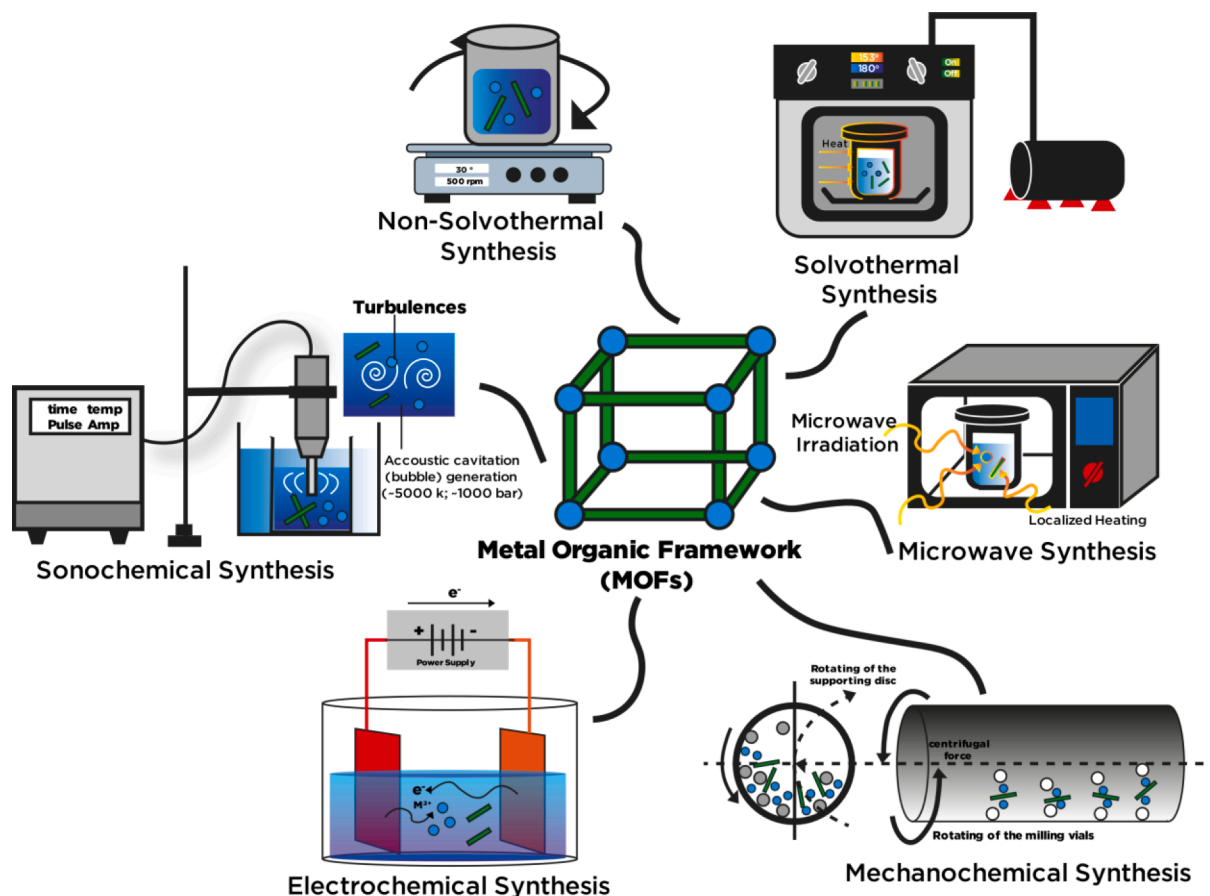 30 °
500 rpm
Non-Solvothermal
Synthesis
153°
180°
On
Off
Heat
Solvothermal
Synthesis
time temp
Pulse Amp
Turbulences
Accoustic cavitation
(bubble) generation
(~5000 k; ~1000 bar)
Sonochemical Synthesis
Metal Organic Framework
(MOFs)
Microwave
Irradiation
Localized Heating
Microwave Synthesis
e-
+ -
Power Supply
e-
M²⁺
Electrochemical Synthesis
Rotating of the
supporting disc
centrifugal
force
Rotating of the milling vials
Mechanochemical Synthesis